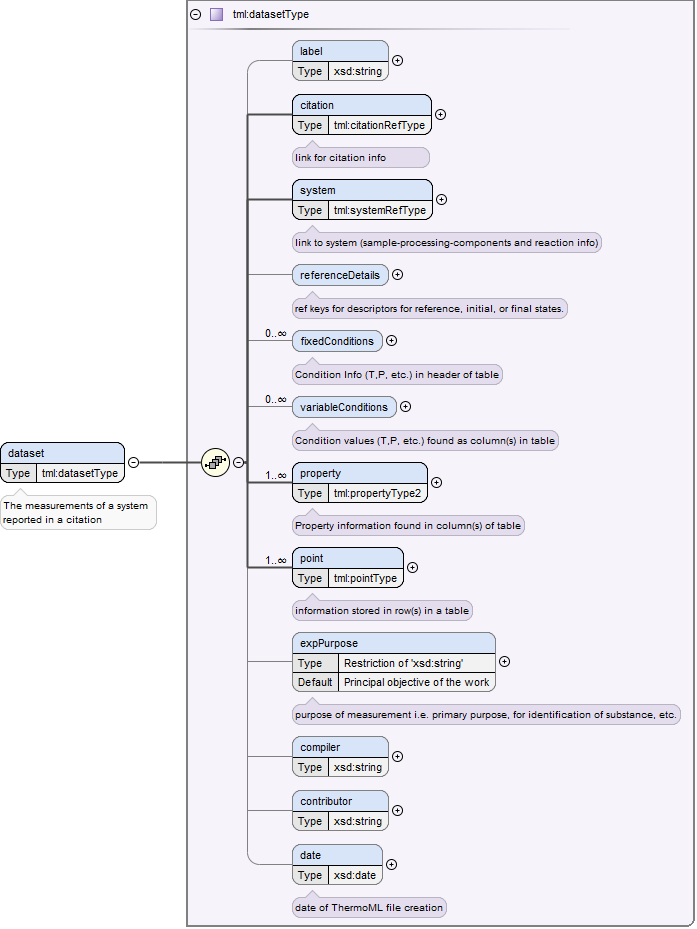 tml:datasetType
label
Type xsd:string
citation
Type tml:citationRefType
link for citation info
system
Type tml:systemRefType
link to system (sample-processing-components and reaction info)
referenceDetails
ref keys for descriptors for reference, initial, or final states.
0..∞
fixedConditions
Condition Info (T,P, etc.) in header of table
0..∞
variableConditions
Condition values (T,P, etc.) found as column(s) in table
dataset
Type tml:datasetType
The measurements of a system
reported in a citation
1..∞
property
Type tml:propertyType2
Property information found in column(s) of table
1..∞
point
Type tml:pointType
information stored in row(s) in a table
expPurpose
Type Restriction of 'xsd:string'
Default Principal objective of the work
purpose of measurement i.e. primary purpose, for identification of substance, etc.
compiler
Type xsd:string
contributor
Type xsd:string
date
Type xsd:date
date of ThermoML file creation